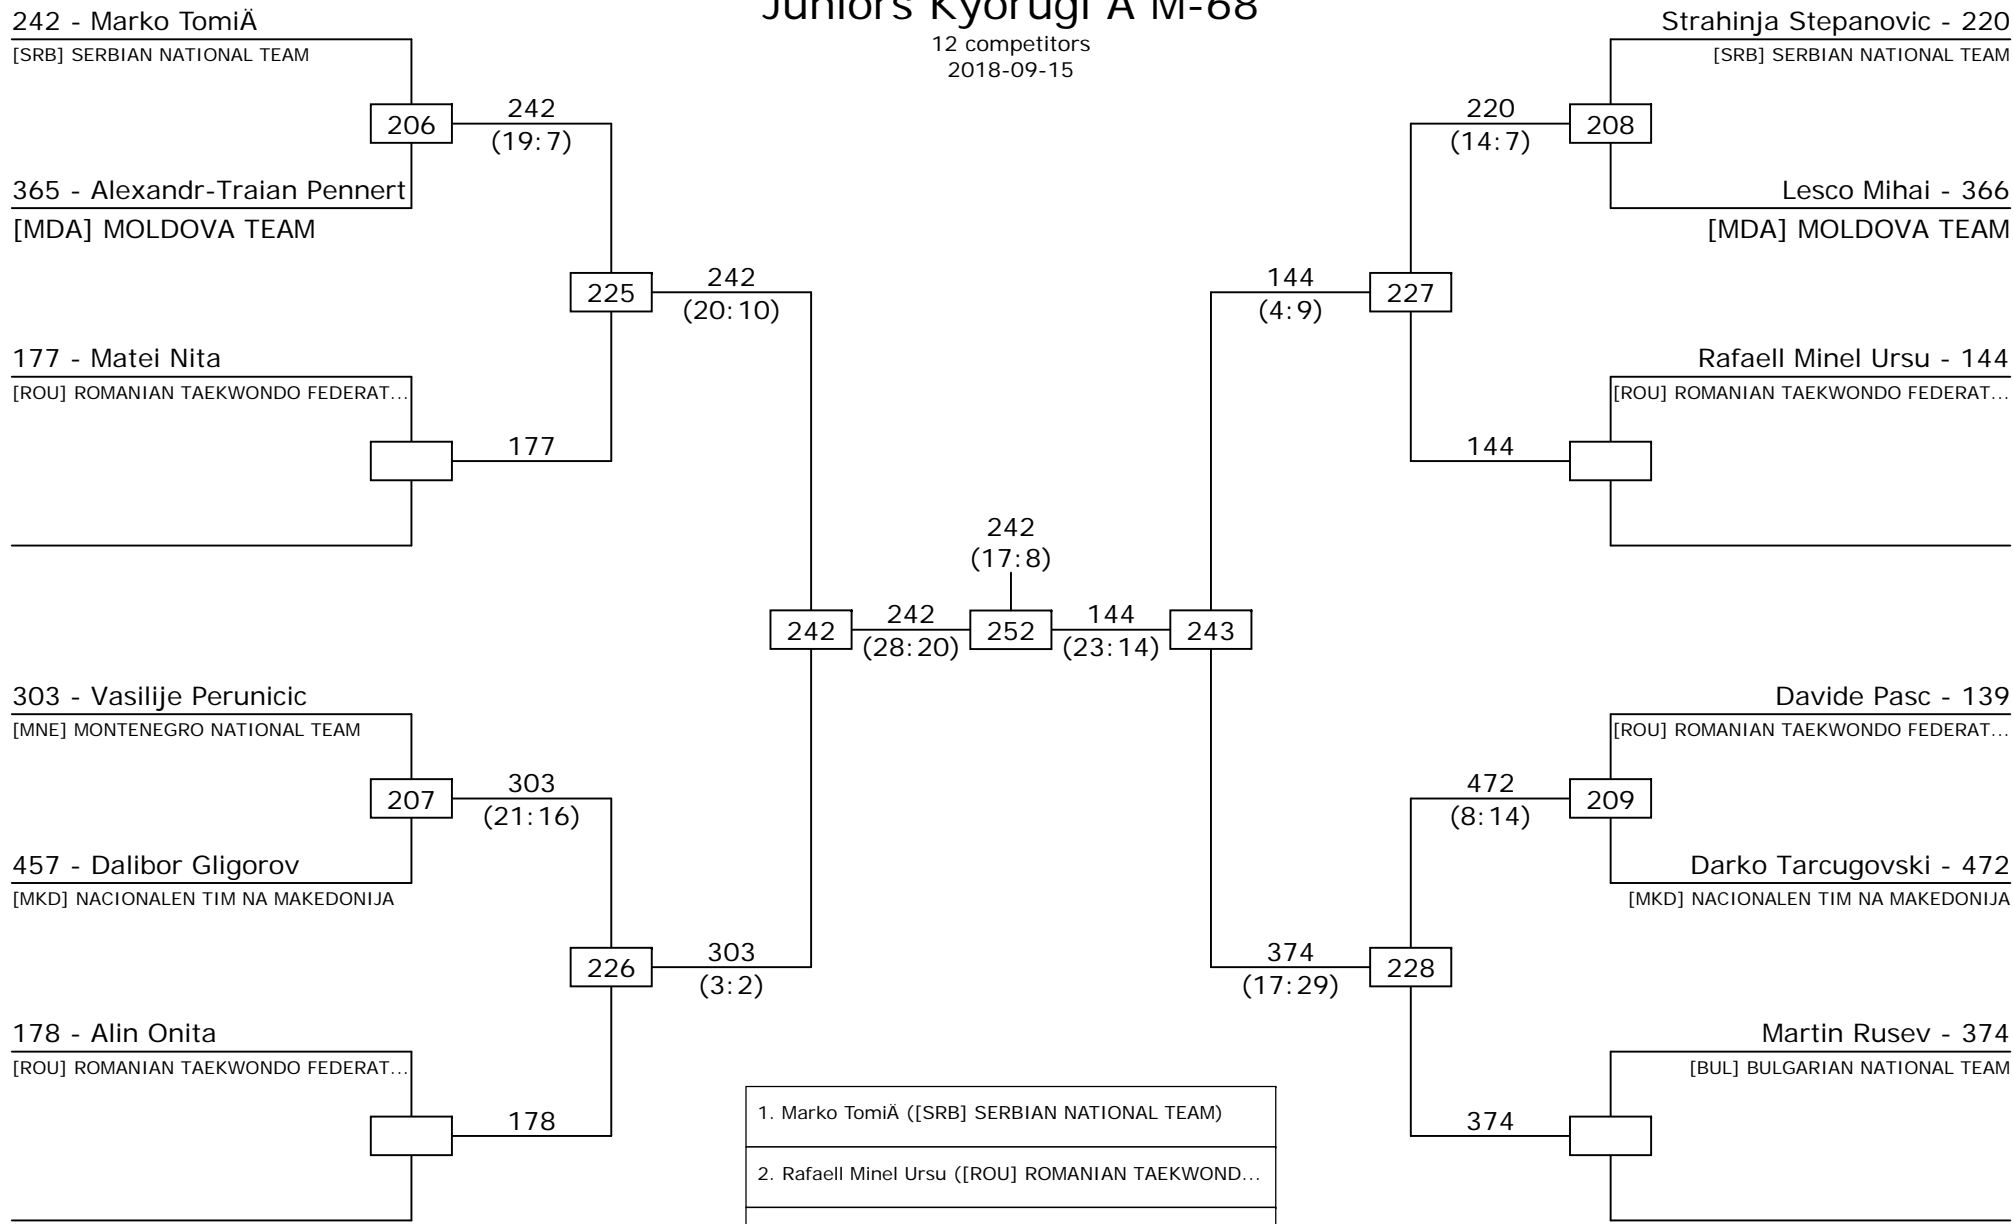 Juniors Kyorugi A M-68
12 competitors
2018-09-15
242 - Marko TomiÄ
[SRB] SERBIAN NATIONAL TEAM
206
242
(19:7)
365 - Alexandr-Traian Pennert
[MDA] MOLDOVA TEAM
225
242
(20:10)
177 - Matei Nita
[ROU] ROMANIAN TAEKWONDO FEDERAT...
177
303 - Vasilije Perunicic
[MNE] MONTENEGRO NATIONAL TEAM
207
303
(21:16)
457 - Dalibor Gligorov
[MKD] NACIONALEN TIM NA MAKEDONIJA
226
303
(3:2)
178 - Alin Onita
[ROU] ROMANIAN TAEKWONDO FEDERAT...
178
242
242
(28:20)
242
(17:8)
252
144
(23:14)
243
Strahinja Stepanovic - 220
[SRB] SERBIAN NATIONAL TEAM
220
(14:7)
208
Lesco Mihai - 366
[MDA] MOLDOVA TEAM
144
(4:9)
227
Rafaell Minel Ursu - 144
[ROU] ROMANIAN TAEKWONDO FEDERAT...
144
Davide Pasc - 139
[ROU] ROMANIAN TAEKWONDO FEDERAT...
472
(8:14)
209
Darko Tarcugovski - 472
[MKD] NACIONALEN TIM NA MAKEDONIJA
374
(17:29)
228
Martin Rusev - 374
[BUL] BULGARIAN NATIONAL TEAM
374
1. Marko TomiÄ ([SRB] SERBIAN NATIONAL TEAM)
2. Rafaell Minel Ursu ([ROU] ROMANIAN TAEKWOND...